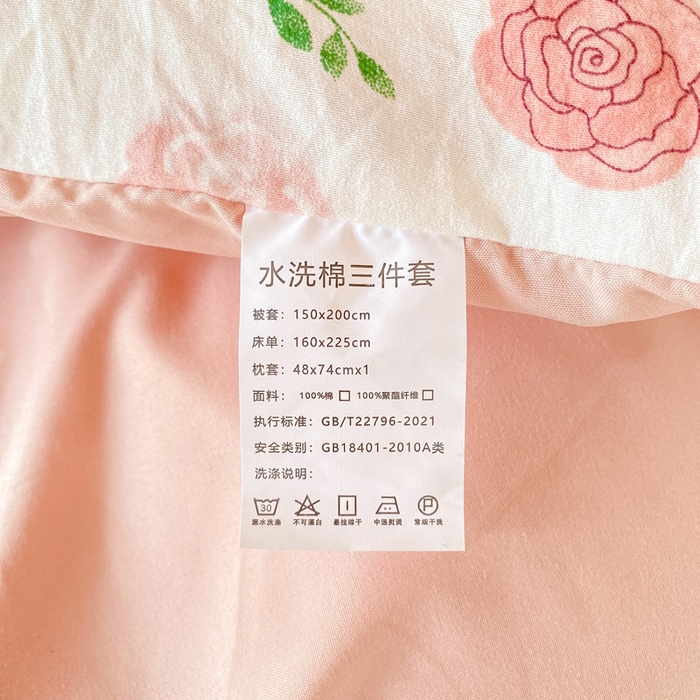 水洗棉三件套
被套：150x200cm
床单：160x225cm
枕套：48x74cmx1
面料： 100%棉 □ 100%聚酯纤维 □
执行标准：GB/T22796-2021
安全类别：GB18401-2010A类
洗涤说明：
30
P
温水洗涤 不可漂白 悬挂晾干 中温熨烫 常规干洗